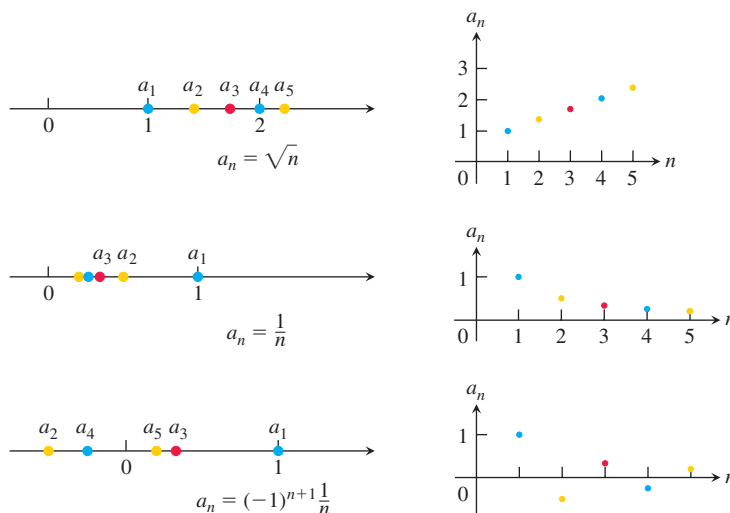 a₁ a₂ a₃ a₄ a₅
0 1 2
aₙ = √n
aₙ
3
2
1
0
1 2 3 4 5
n
a₃ a₂ a₁
0 1
aₙ = 1/n
aₙ
1
0
1 2 3 4 5
a₂ a₄ a₅ a₃ a₁
0 1
aₙ = (−1)ⁿ⁺¹ 1/n
aₙ
1
0